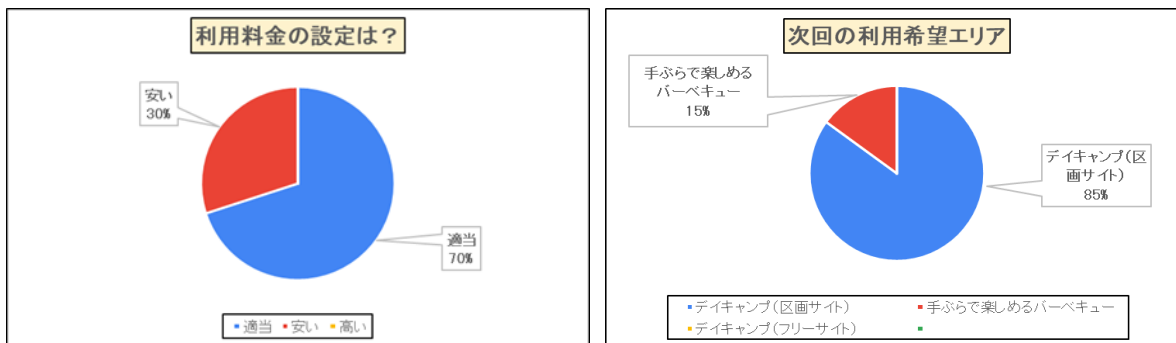 利用料金の設定は？
安い
30%
適当
70%
適当 安い 高い
次回の利用希望エリア
手ぶらで楽しめる
バーベキュー
15%
デイキャンプ(区
画サイト)
85%
デイキャンプ(区画サイト) 手ぶらで楽しめるバーベキュー
デイキャンプ(フリーサイト)